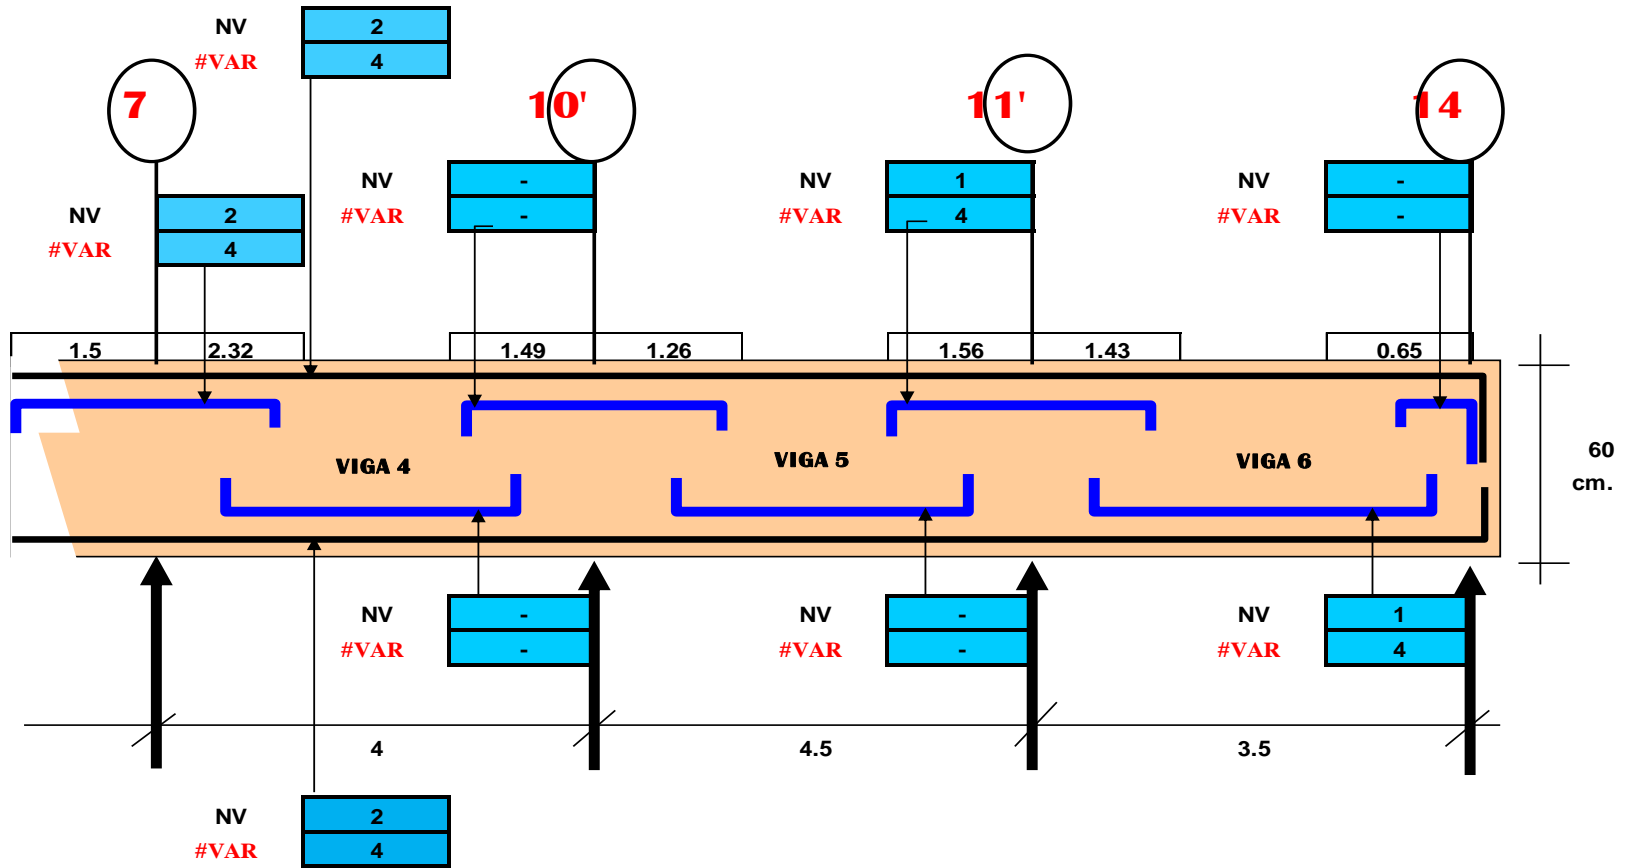 NV 2
#VAR 4
7 10' 11' 14
NV - NV 1 NV -
#VAR - #VAR 4 #VAR -
NV 2
#VAR 4
1.5 2.32 1.49 1.26 1.56 1.43 0.65
VIGA 4 VIGA 5 VIGA 6
60
cm.
NV - NV - NV 1
#VAR - #VAR - #VAR 4
4 4.5 3.5
NV 2
#VAR 4